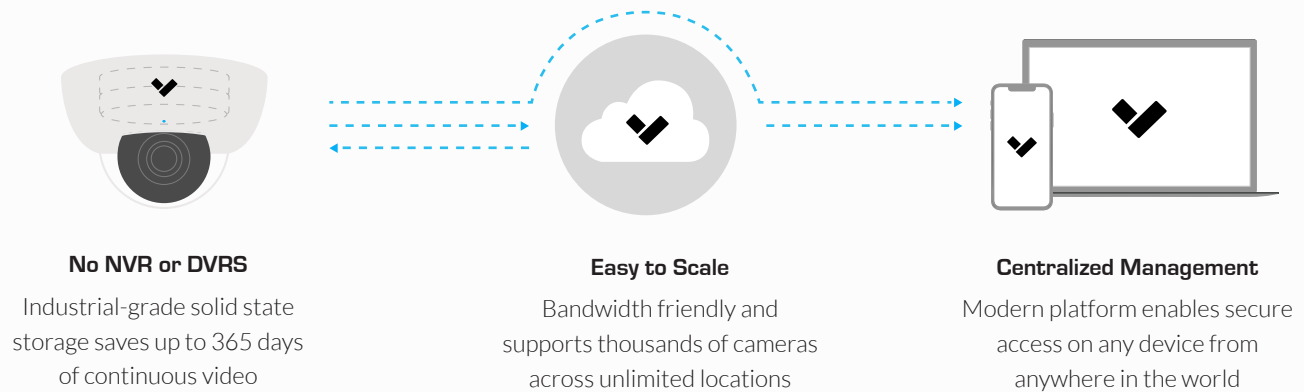 No NVR or DVRS
Industrial-grade solid state
storage saves up to 365 days
of continuous video
Easy to Scale
Bandwidth friendly and
supports thousands of cameras
across unlimited locations
Centralized Management
Modern platform enables secure
access on any device from
anywhere in the world